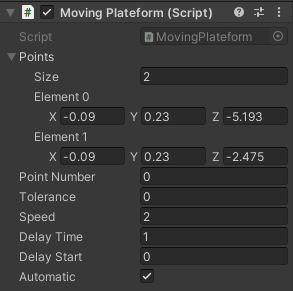 Moving Plateform (Script)
Script MovingPlateform
Points
Size 2
Element 0
X -0.09 Y 0.23 Z -5.193
Element 1
X -0.09 Y 0.23 Z -2.475
Point Number 0
Tolerance 0
Speed 2
Delay Time 1
Delay Start 0
Automatic